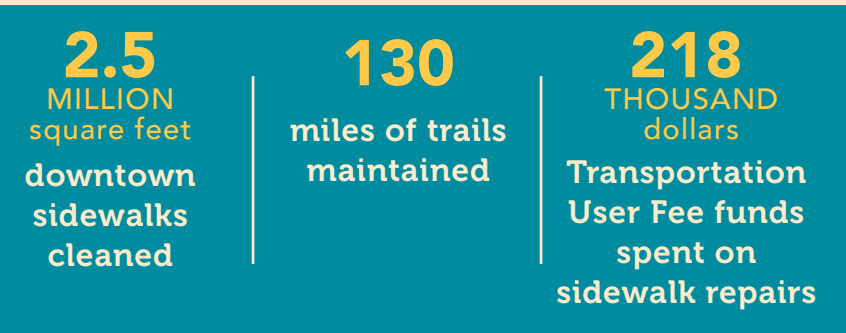 2.5
MILLION
square feet
downtown
sidewalks
cleaned
130
miles of trails
maintained
218
THOUSAND
dollars
Transportation
User Fee funds
spent on
sidewalk repairs